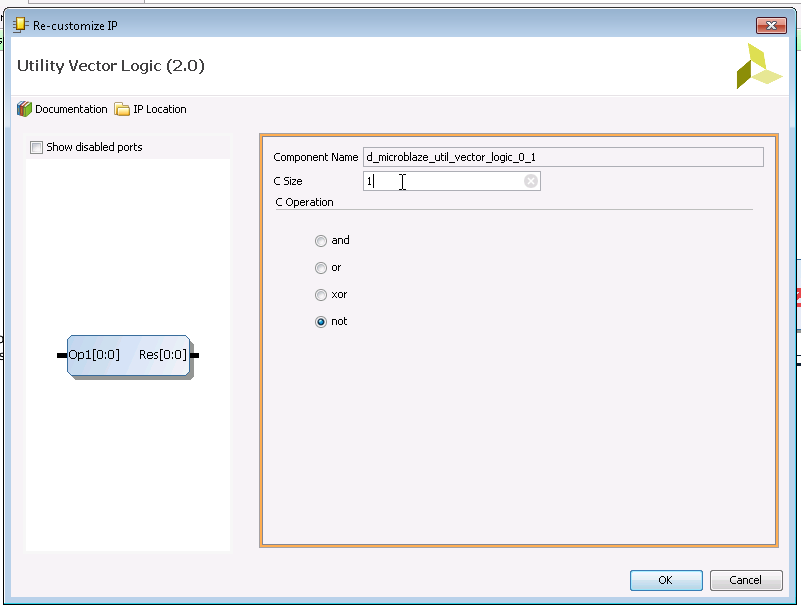 Re-customize IP
Utility Vector Logic (2.0)
Documentation IP Location
Show disabled ports
Component Name d_microblaze_util_vector_logic_0_1
C Size 1
C Operation
and
or
xor
not
Op1[0:0] Res[0:0]
OK Cancel